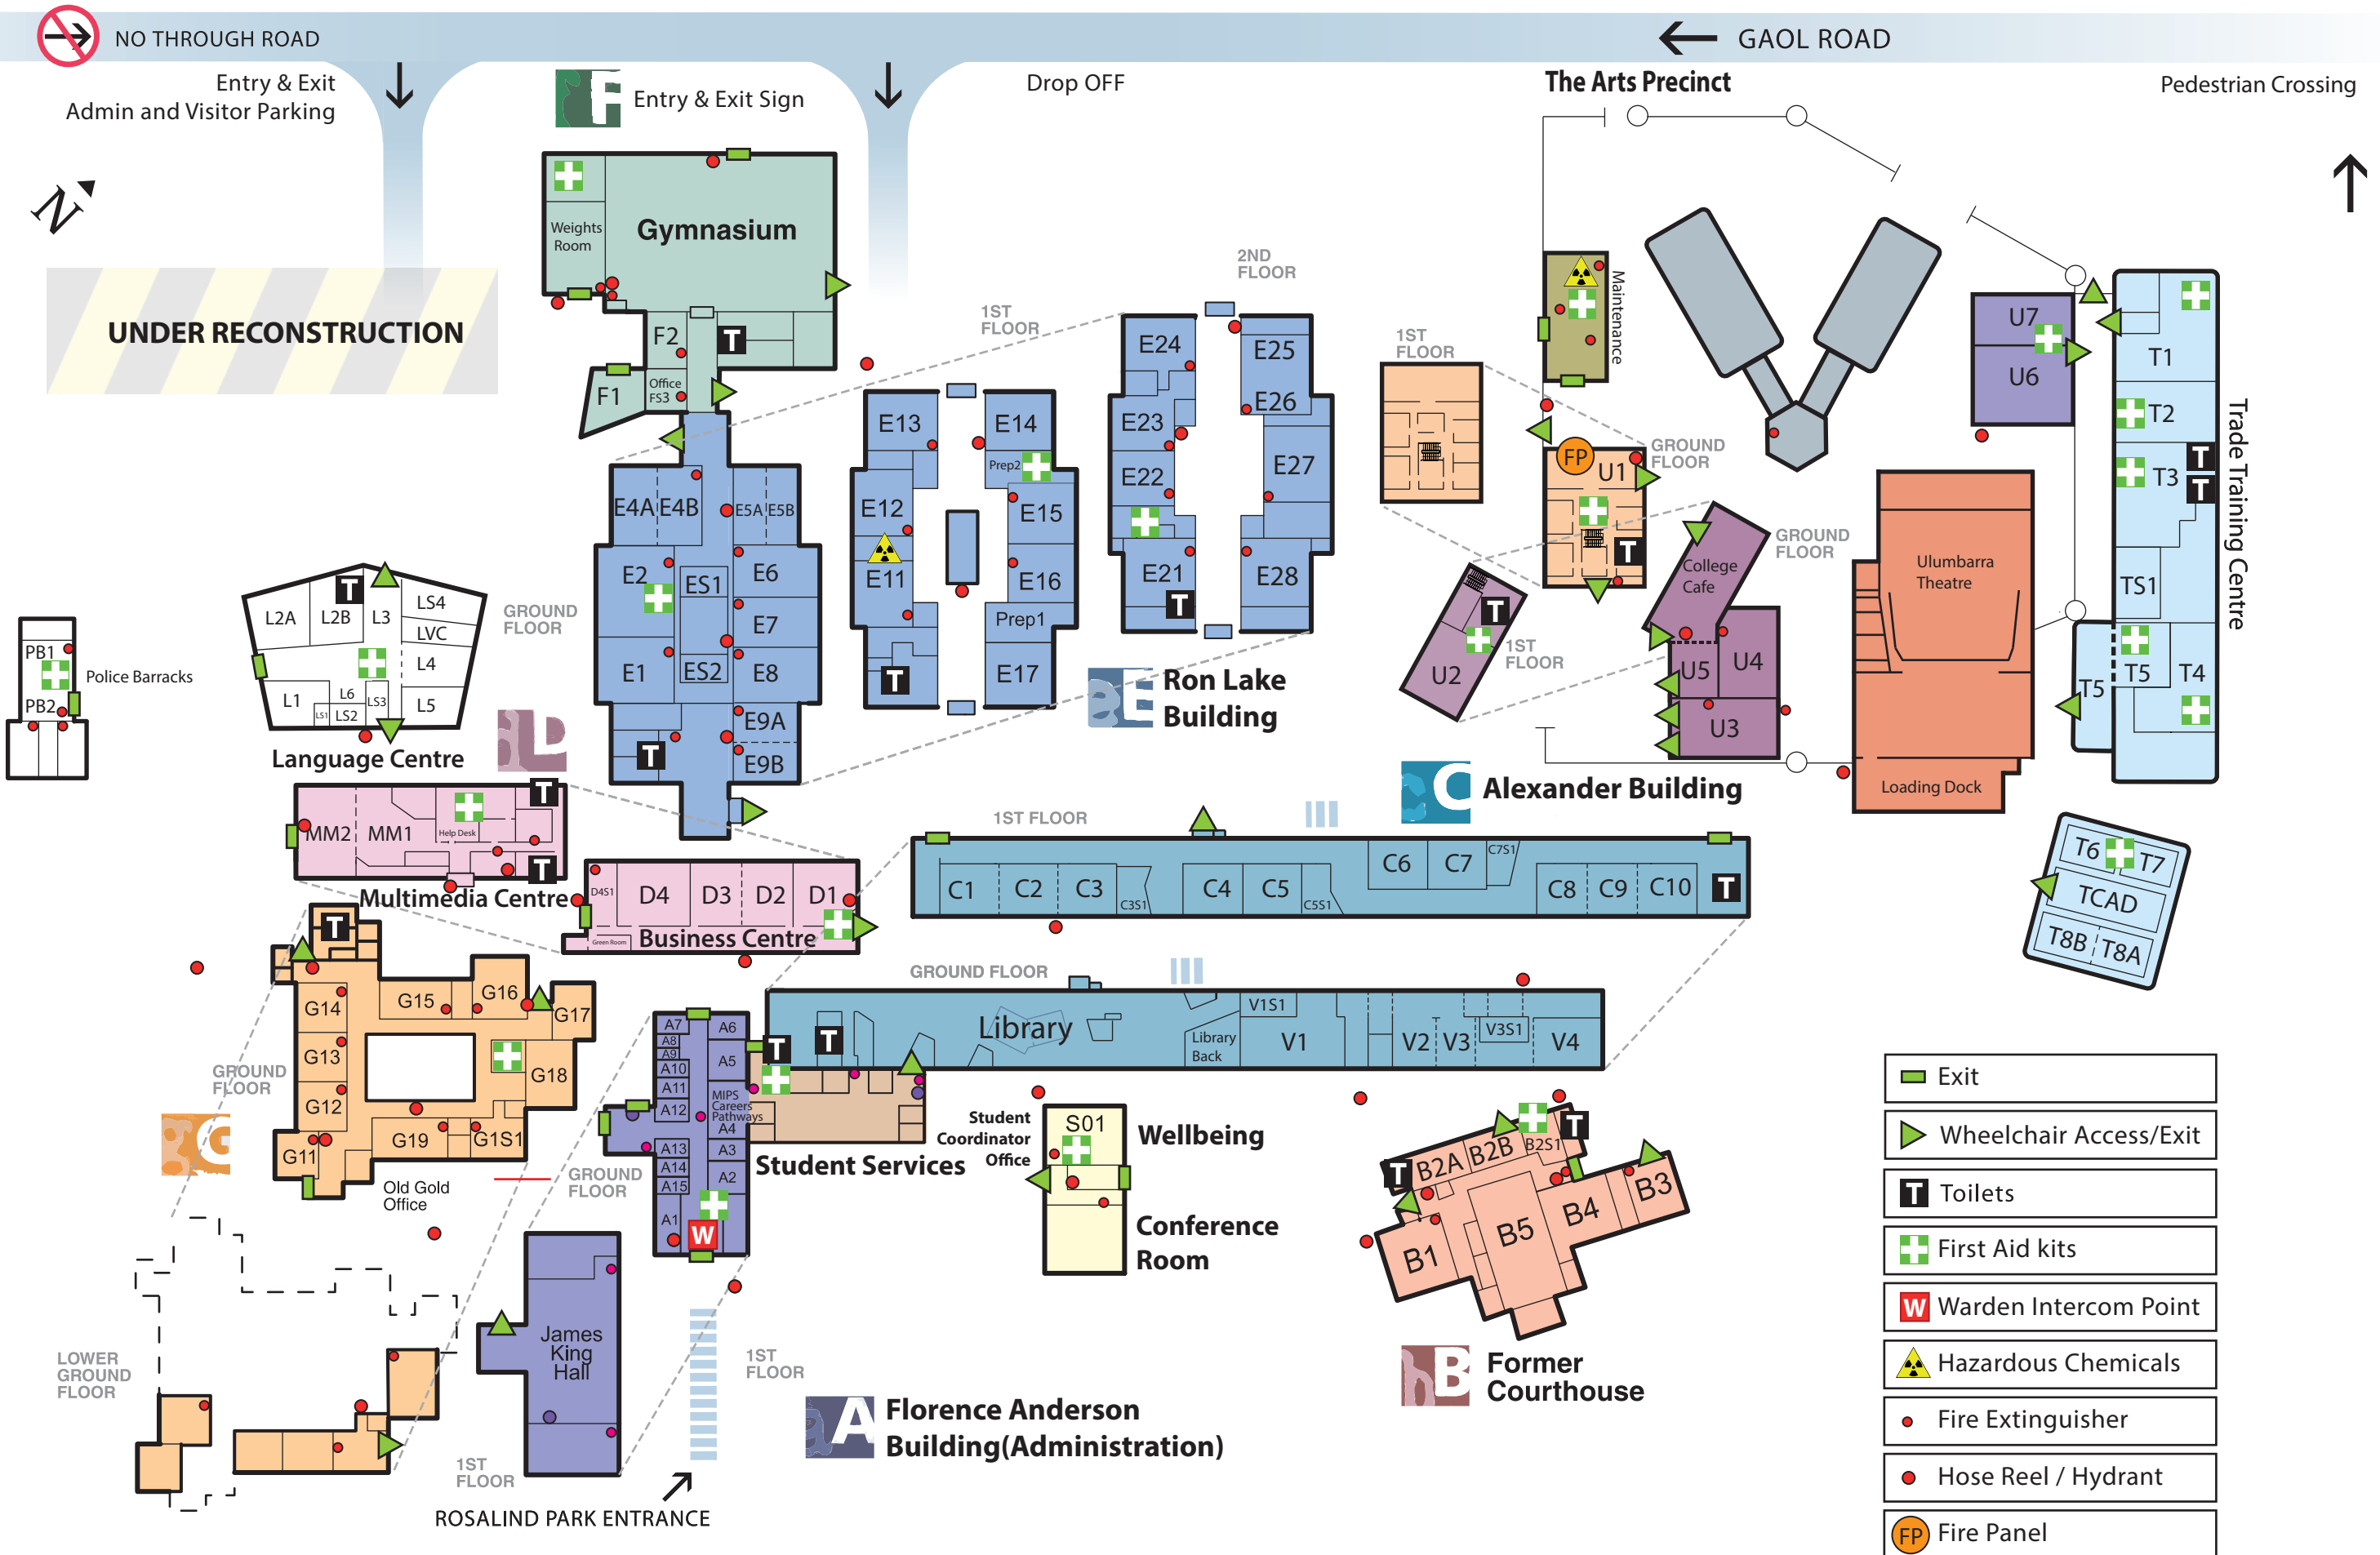 NO THROUGH ROAD
GAOL ROAD
Entry & Exit
Admin and Visitor Parking
F
Entry & Exit Sign
Drop OFF
The Arts Precinct
Pedestrian Crossing
N
UNDER RECONSTRUCTION
Weights
Room
Gymnasium
F2
T
F1
Office
FS3
E4A
E4B
E5A
E5B
E2
ES1
E6
E7
E1
ES2
E8
E9A
T
E9B
GROUND
FLOOR
1ST
FLOOR
E13
E14
Prep2
E12
E15
E11
E16
Prep1
T
E17
2ND
FLOOR
E24
E25
E26
E23
E22
E27
E21
E28
T
E
Ron Lake
Building
Maintenance
1ST
FLOOR
FP
U1
GROUND
FLOOR
T
College
Cafe
GROUND
FLOOR
T
U2
1ST
FLOOR
U5
U4
U3
U7
U6
Ulumbarra
Theatre
Loading Dock
T1
T2
T
T3
T
TS1
T5
T5
T4
Trade Training Centre
T6
T7
TCAD
T8B
T8A
PB1
PB2
Police Barracks
L2A
L2B
T
L3
LS4
LVC
L4
L1
L6
LS1
LS2
LS3
L5
Language Centre
D
MM2
MM1
Help Desk
T
T
Multimedia Centre
D4S1
D4
D3
D2
D1
Green Room
Business Centre
C
Alexander Building
1ST FLOOR
C1
C2
C3
C3S1
C4
C5
C5S1
C6
C7
C7S1
C8
C9
C10
T
GROUND FLOOR
T
T
Library
Library
Back
V1S1
V1
V2
V3
V3S1
V4
T
G14
G15
G16
G17
G13
G18
G12
G19
G1S1
G11
GROUND
FLOOR
G
Old Gold
Office
LOWER
GROUND
FLOOR
A7
A6
A8
A9
A5
A10
A11
MIPS
Careers
Pathways
A12
A4
A13
A3
A14
A2
A15
A1
W
GROUND
FLOOR
Student Services
James
King
Hall
1ST
FLOOR
1ST
FLOOR
ROSALIND PARK ENTRANCE
A
Florence Anderson
Building(Administration)
Student
Coordinator
Office
S01
Wellbeing
Conference
Room
T
B2A
B2B
B2S1
T
B1
B5
B4
B3
B
Former
Courthouse
Exit
Wheelchair Access/Exit
T Toilets
First Aid kits
W Warden Intercom Point
Hazardous Chemicals
Fire Extinguisher
Hose Reel / Hydrant
FP Fire Panel